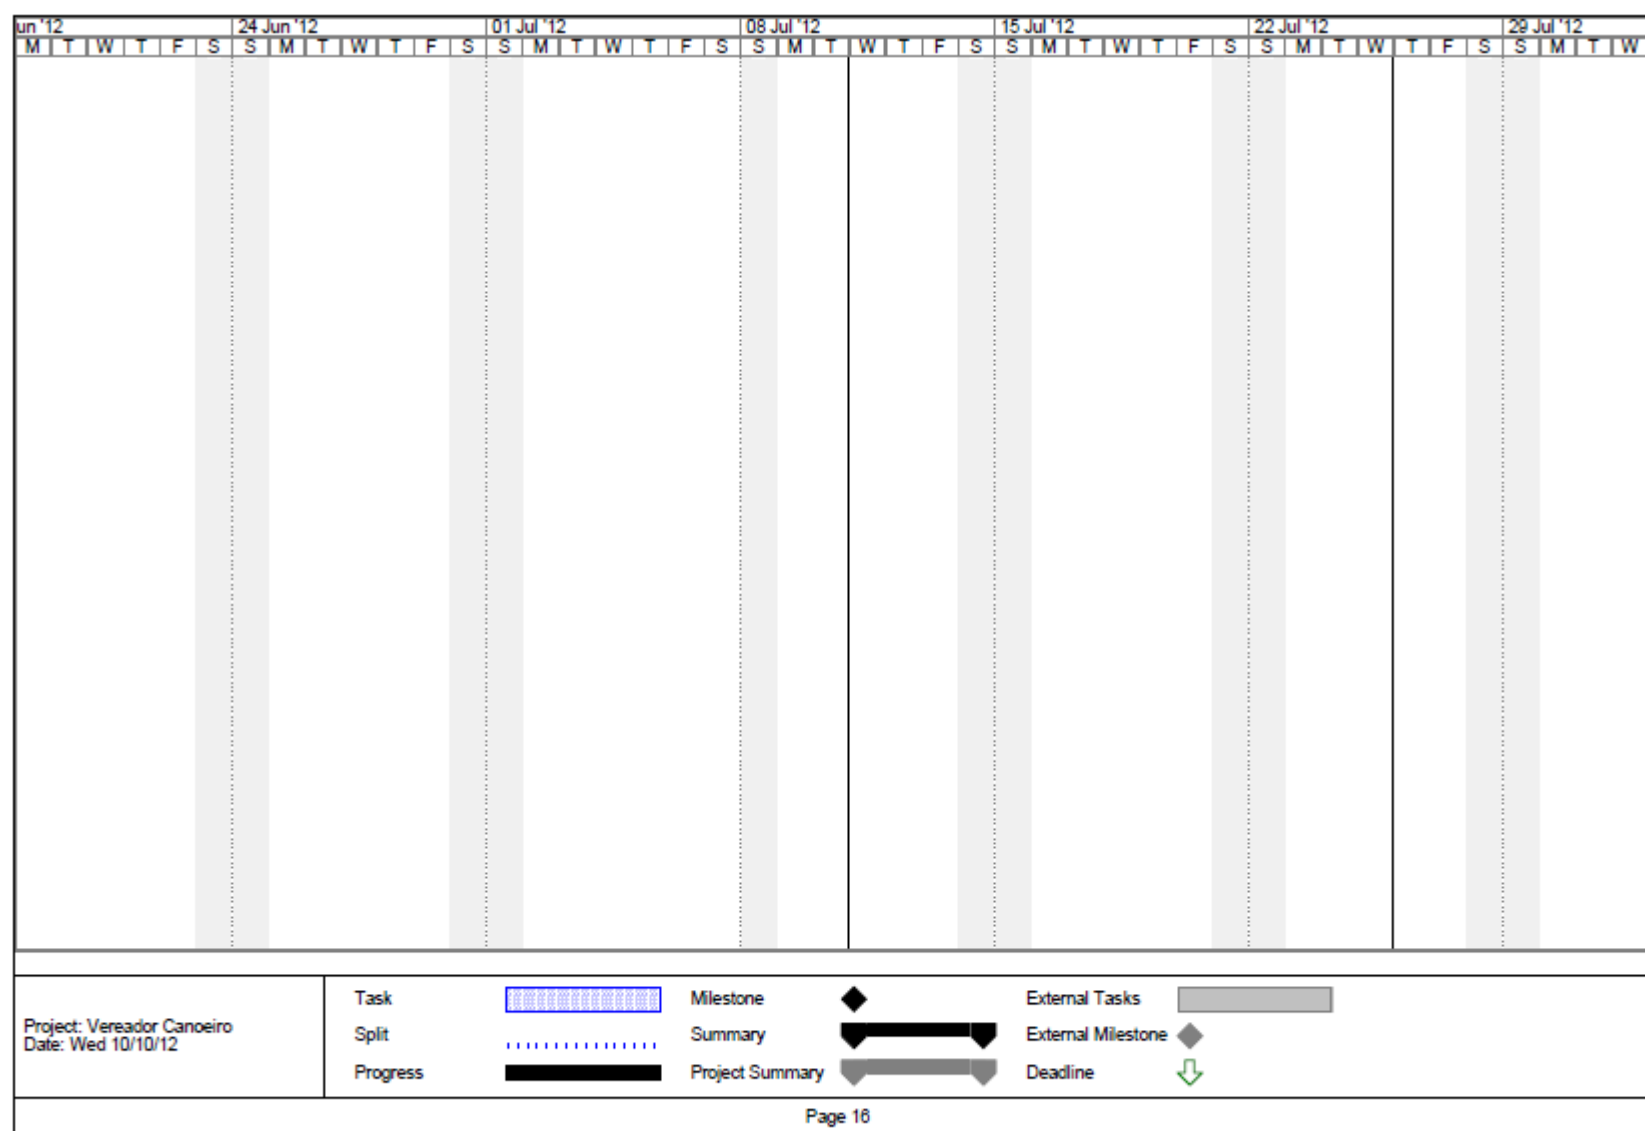 un '12 24 Jun '12 01 Jul '12 08 Jul '12 15 Jul '12 22 Jul '12 29 Jul '12
M T W T F S S M T W T F S S M T W T F S S M T W T F S S M T W T F S S M T W T F S S M T W
Task Milestone External Tasks
Project: Vereador Canoeiro
Date: Wed 10/10/12
Split Summary External Milestone
Progress Project Summary Deadline
Page 16